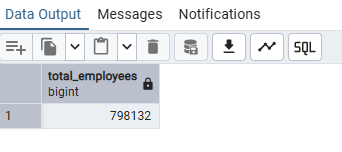 Data Output Messages Notifications
SQL
total_employees
bigint
1 798132